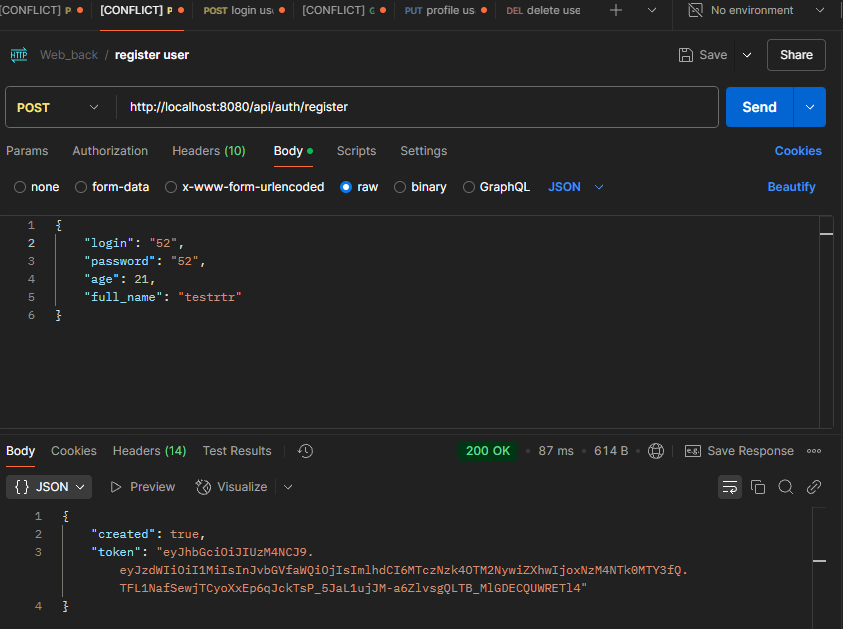 [CONFLICT] P [CONFLICT] P POST login us [CONFLICT] G PUT profile us DEL delete use No environment
HTTP Web_back / register user Save Share
POST http://localhost:8080/api/auth/register Send
Params Authorization Headers (10) Body Scripts Settings Cookies
none form-data x-www-form-urlencoded raw binary GraphQL JSON Beautify
1 {
2 "login": "52",
3 "password": "52",
4 "age": 21,
5 "full_name": "testrtr"
6 }
Body Cookies Headers (14) Test Results 200 OK 87 ms 614 B e.g. Save Response
{} JSON Preview Visualize
1 {
2 "created": true,
3 "token": "eyJhbGciOiJIUzM4NCJ9.
eyJzdWIiOiI1MiIsInJvbGVfaWQiOjIsImlhdCI6MTczNzk4OTM2NywiZXhwIjoxNzM4NTk0MTY3fQ.
TFL1NafSewjTCyoXxEp6qJckTsP_5JaL1ujJM-a6ZlvsgQLTB_MlGDECQUWRETl4"
4 }